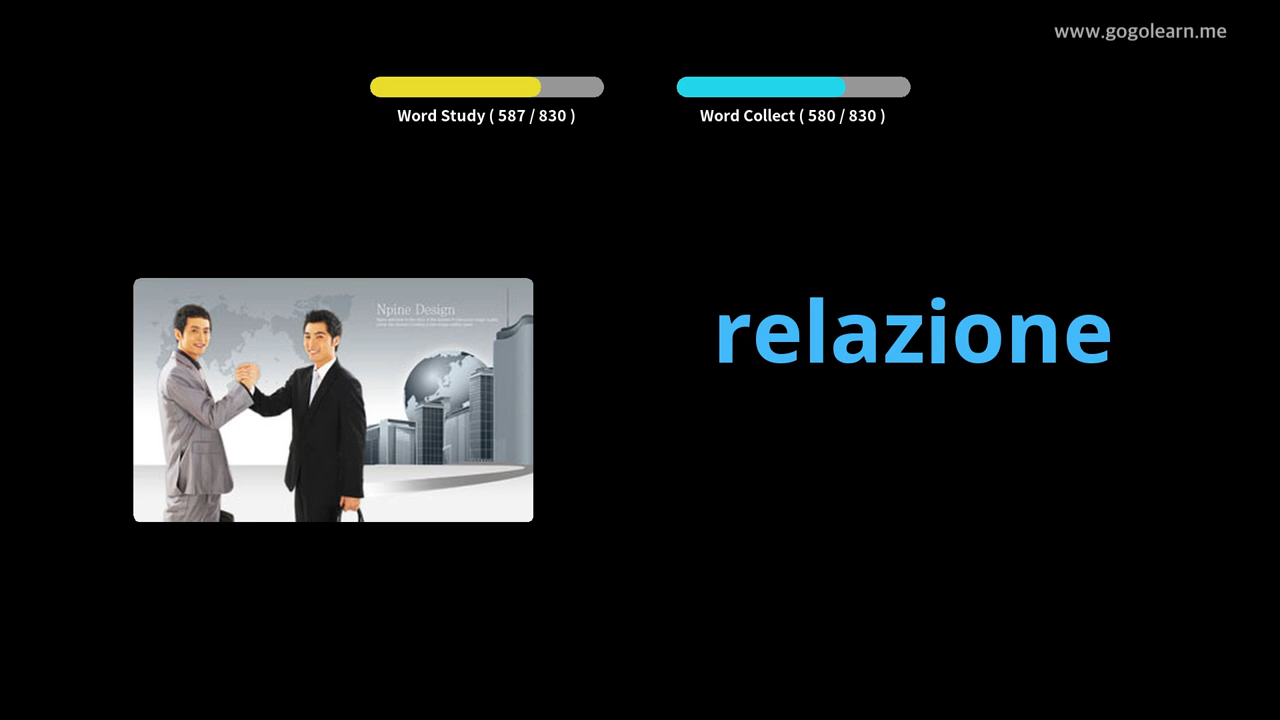 www.gogolearn.me
Word Study ( 587 / 830 )
Word Collect ( 580 / 830 )
Npine Design
relazione